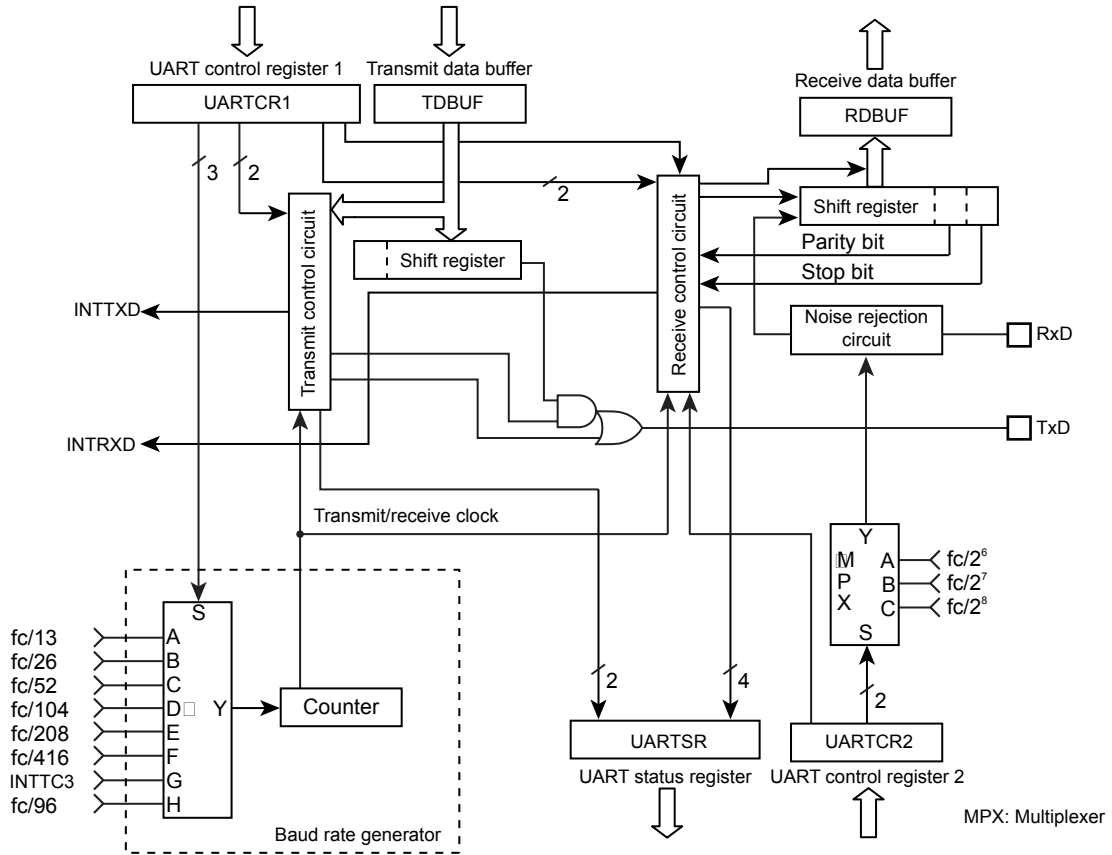 UART control register 1
Transmit data buffer
Receive data buffer
UARTCR1
TDBUF
RDBUF
3
2
2
Transmit control circuit
Receive control circuit
Shift register
Shift register
Parity bit
Stop bit
INTTXD
Noise rejection
circuit
RxD
INTRXD
TxD
Transmit/receive clock
Y
M
P
X
A
B
C
S
fc/2⁶
fc/2⁷
fc/2⁸
S
fc/13
A
fc/26
B
fc/52
C
fc/104
D
Y
Counter
fc/208
E
fc/416
F
INTTC3
G
fc/96
H
2
4
2
UARTSR
UARTCR2
UART status register
UART control register 2
Baud rate generator
MPX: Multiplexer